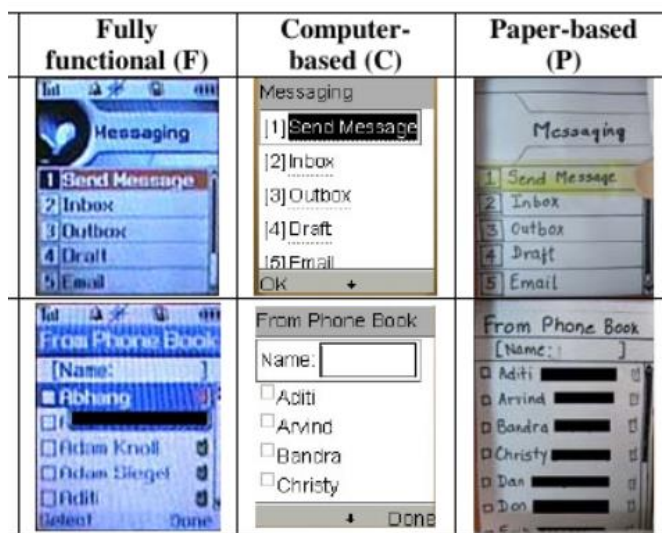 Fully
functional (F)
Computer-
based (C)
Paper-based
(P)
Messaging
1 Send Message
2 Inbox
3 Outbox
4 Draft
5 Email
Messaging
[1] Send Message
[2] Inbox
[3] Outbox
[4] Draft
[5] Email
OK
Messaging
1 Send Message
2 Inbox
3 Outbox
4 Draft
5 Email
From Phone Book
[Name: ]
Abhang
Adam Knoll
Adam Siegel
Aditi
Select Done
From Phone Book
Name:
Aditi
Arvind
Bandra
Christy
Done
From Phone Book
[Name: ]
Aditi
Arvind
Bandra
Christy
Dan
Don